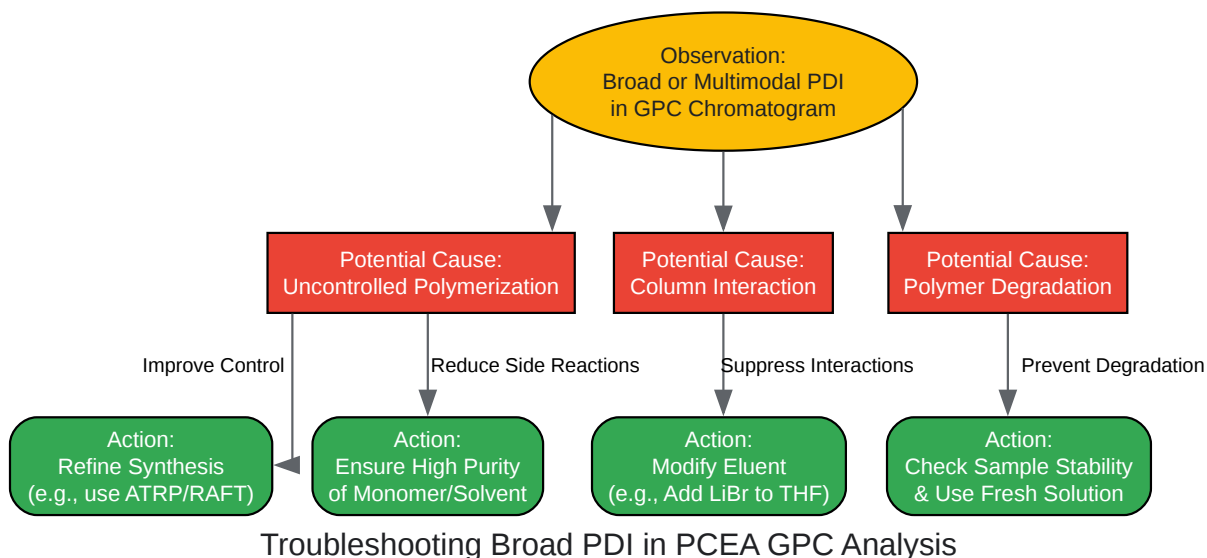 Observation:
Broad or Multimodal PDI
in GPC Chromatogram
Potential Cause:
Uncontrolled Polymerization
Potential Cause:
Column Interaction
Potential Cause:
Polymer Degradation
Improve Control
Reduce Side Reactions
Suppress Interactions
Prevent Degradation
Action:
Refine Synthesis
(e.g., use ATRP/RAFT)
Action:
Ensure High Purity
of Monomer/Solvent
Action:
Modify Eluent
(e.g., Add LiBr to THF)
Action:
Check Sample Stability
& Use Fresh Solution
Troubleshooting Broad PDI in PCEA GPC Analysis